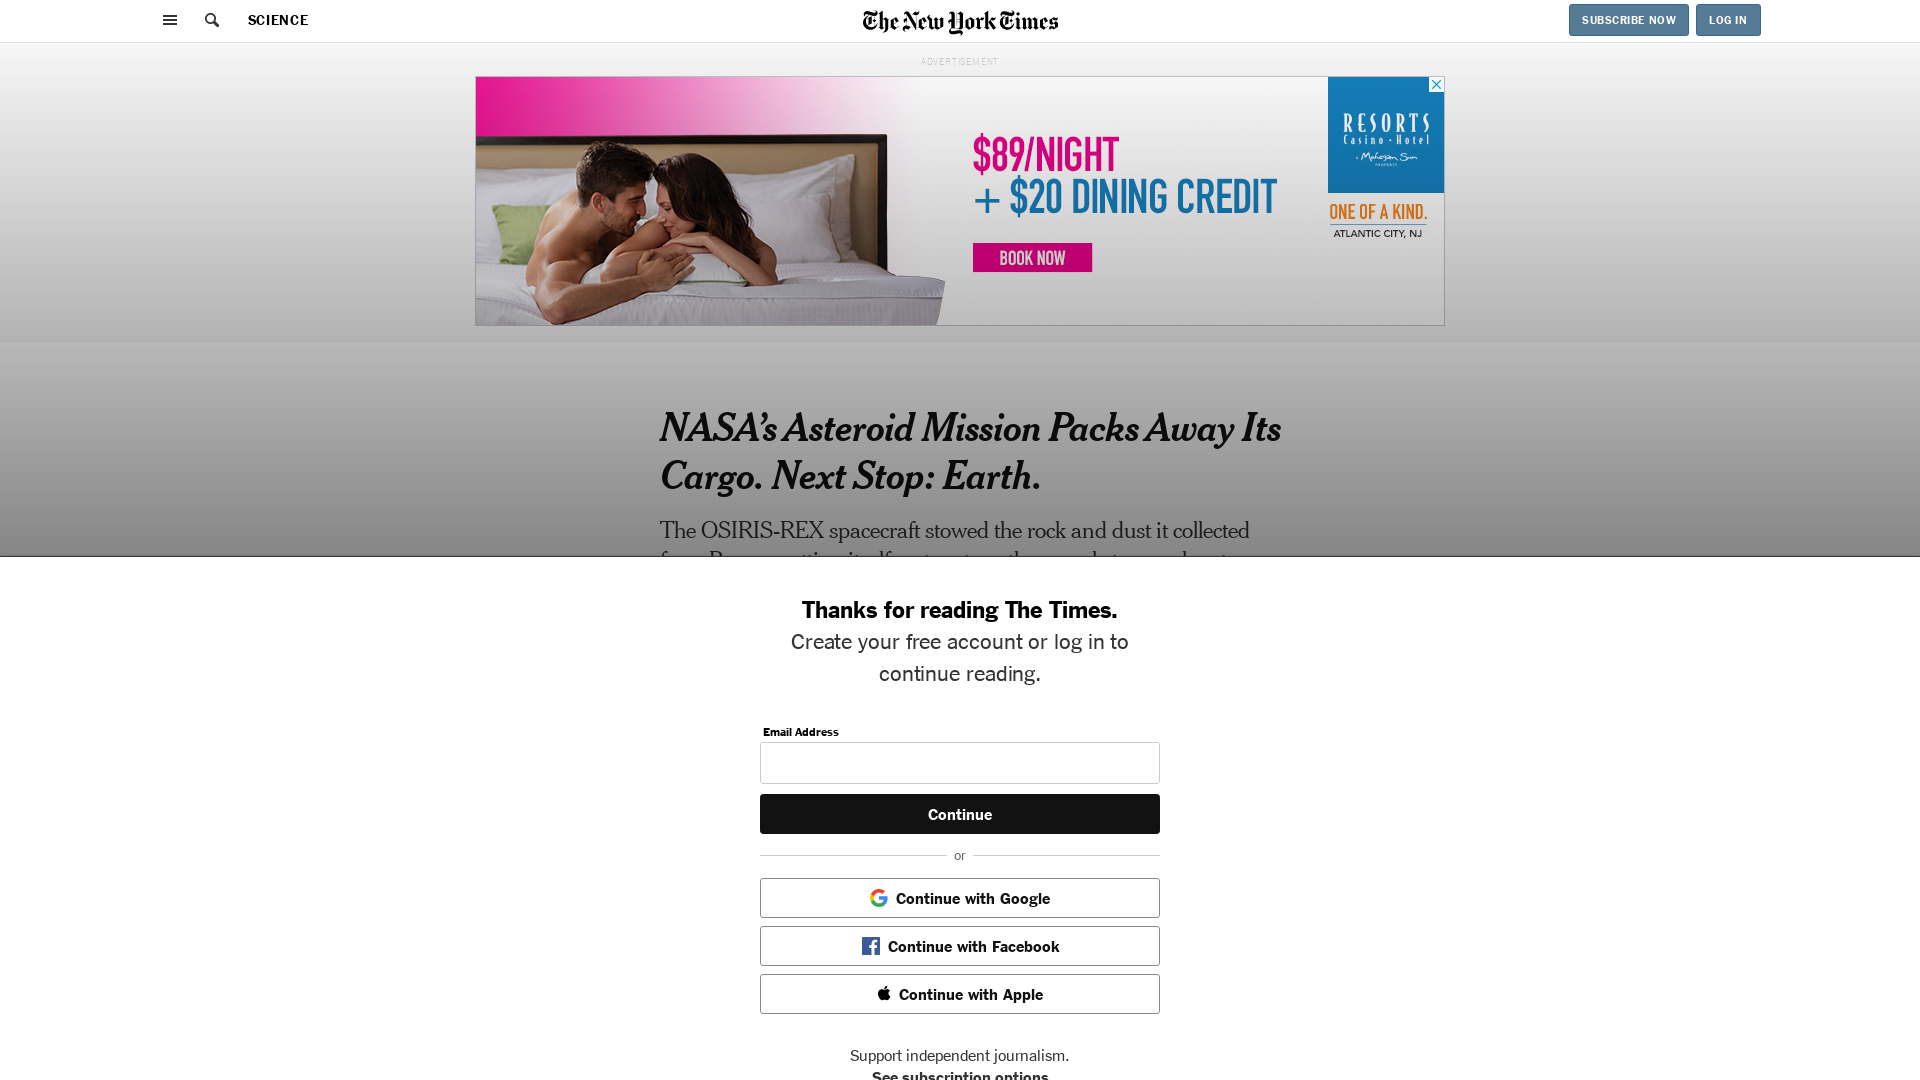 SCIENCE
The New York Times
SUBSCRIBE NOW
LOG IN
ADVERTISEMENT
$89/NIGHT
+ $20 DINING CREDIT
BOOK NOW
RESORTS
Casino • Hotel
a Mohegan Sun
PROPERTY
ONE OF A KIND.
ATLANTIC CITY, NJ
NASA’s Asteroid Mission Packs Away Its
Cargo. Next Stop: Earth.
The OSIRIS-REX spacecraft stowed the rock and dust it collected
Thanks for reading The Times.
Create your free account or log in to
continue reading.
Email Address
Continue
or
Continue with Google
Continue with Facebook
Continue with Apple
Support independent journalism.
See subscription options